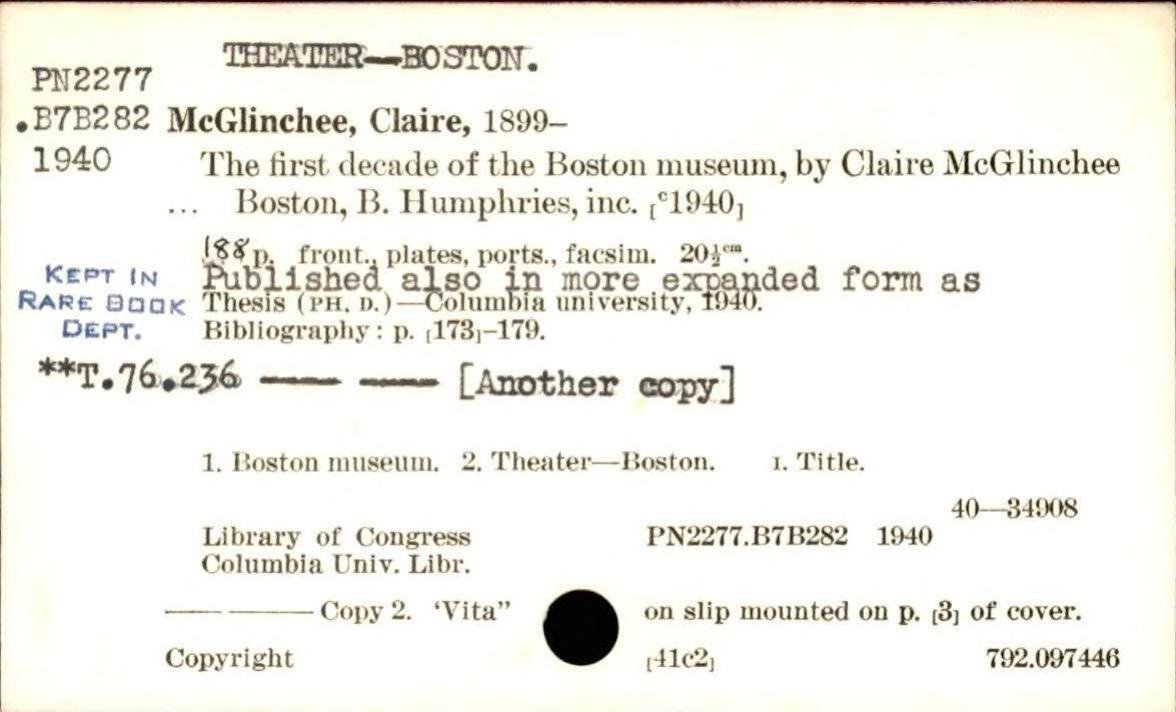 THEATER—BOSTON.
PN2277
.B7B282 McGlinchee, Claire, 1899–
1940 The first decade of the Boston museum, by Claire McGlinchee
... Boston, B. Humphries, inc. [ᶜ1940]
188 p. front., plates, ports., facsim. 20½ᶜᵐ.
KEPT IN
RARE BOOK
DEPT.
Published also in more expanded form as
Thesis (PH. D.)—Columbia university, 1940.
Bibliography: p. [173]–179.
**T.76.236 —— —— [Another copy]
1. Boston museum. 2. Theater—Boston. I. Title.
40—34908
Library of Congress PN2277.B7B282 1940
Columbia Univ. Libr.
—— —— Copy 2. ‘Vita” on slip mounted on p. [3] of cover.
Copyright [41c2] 792.097446